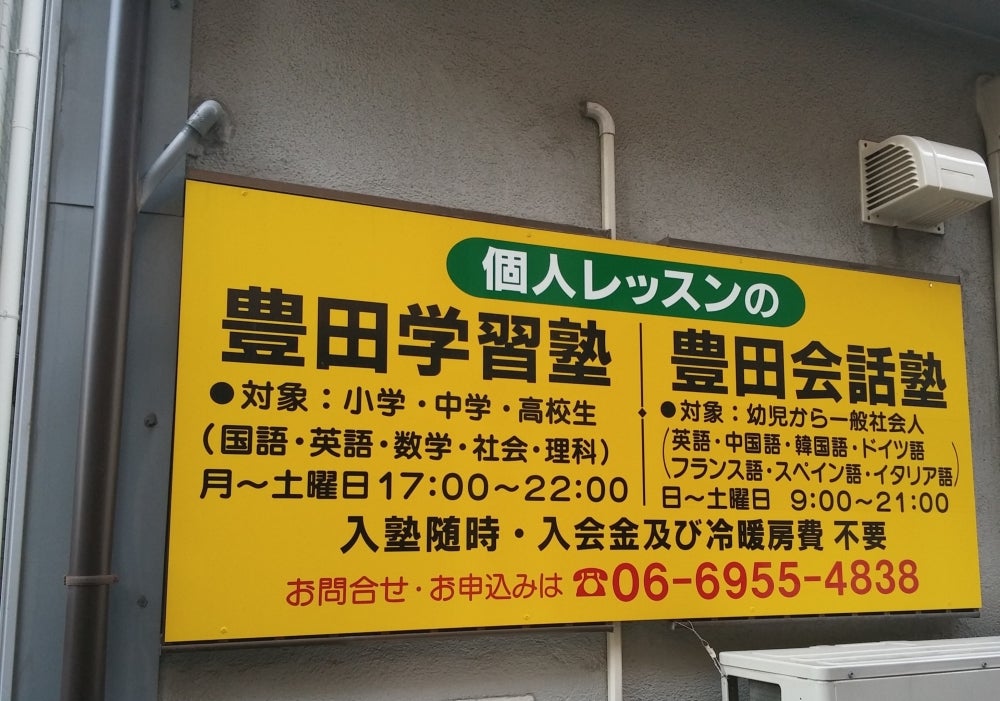 個人レッスンの
豊田学習塾
●対象：小学・中学・高校生
（国語・英語・数学・社会・理科）
月～土曜日17:00～22:00
豊田会話塾
●対象：幼児から一般社会人
（英語・中国語・韓国語・ドイツ語
フランス語・スペイン語・イタリア語）
日～土曜日 9:00～21:00
入塾随時・入会金及び冷暖房費 不要
お問合せ・お申込みは ☎06-6955-4838